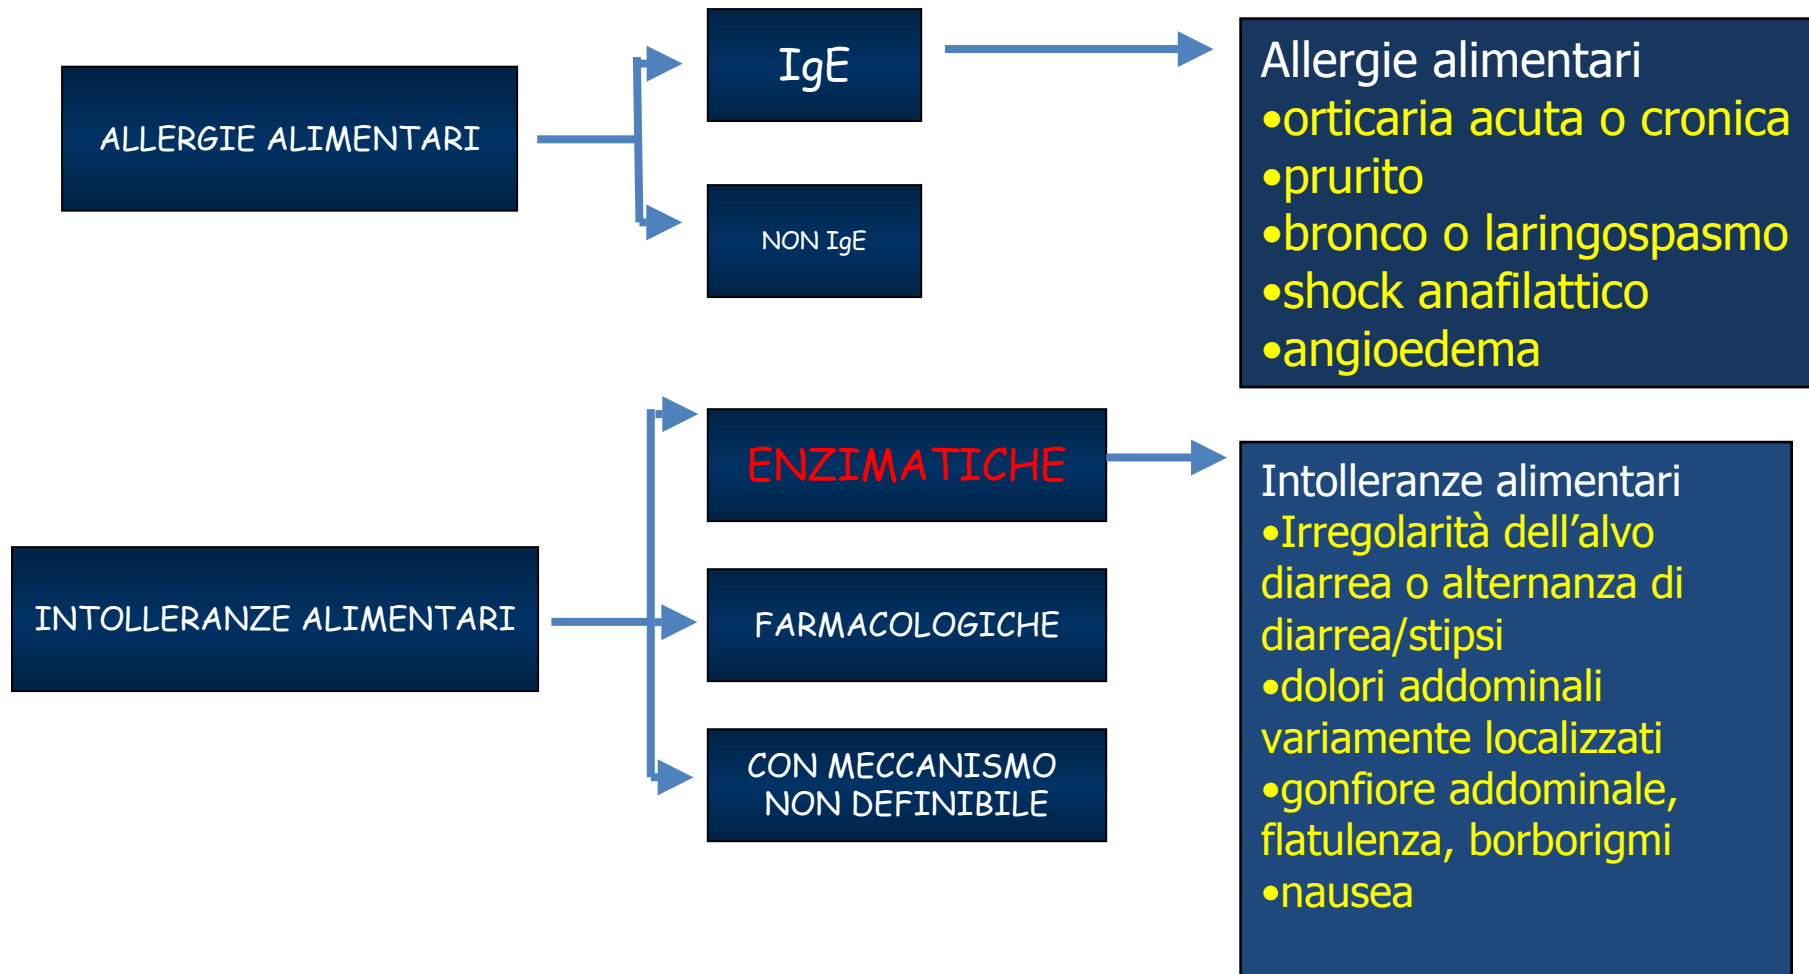 ALLERGIE ALIMENTARI
IgE
NON IgE
Allergie alimentari
•orticaria acuta o cronica
•prurito
•bronco o laringospasmo
•shock anafilattico
•angioedema
INTOLLERANZE ALIMENTARI
ENZIMATICHE
FARMACOLOGICHE
CON MECCANISMO
NON DEFINIBILE
Intolleranze alimentari
•Irregolarità dell’alvo
diarrea o alternanza di
diarrea/stipsi
•dolori addominali
variamente localizzati
•gonfiore addominale,
flatulenza, borborigmi
•nausea